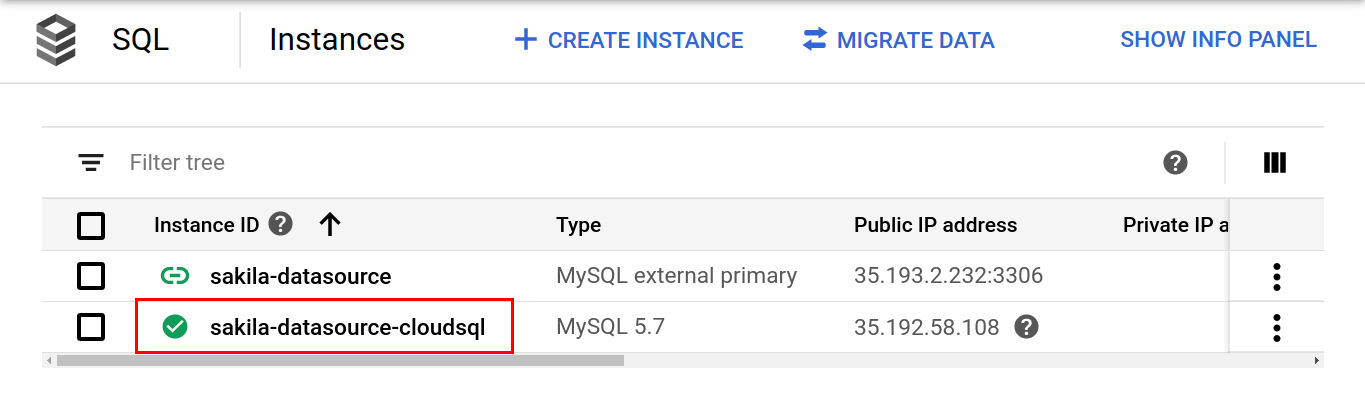 SQL Instances CREATE INSTANCE MIGRATE DATA SHOW INFO PANEL
Filter tree ?
Instance ID ? Type Public IP address Private IP a
sakila-datasource MySQL external primary 35.193.2.232:3306
sakila-datasource-cloudsql MySQL 5.7 35.192.58.108 ?